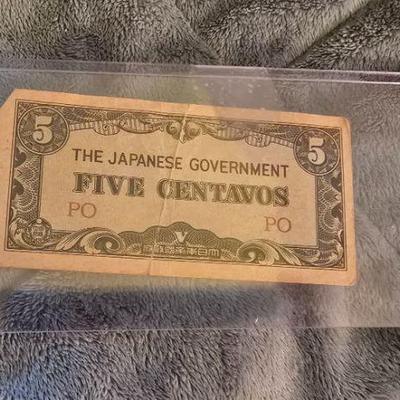 5 5
THE JAPANESE GOVERNMENT
FIVE CENTAVOS
PO PO
V